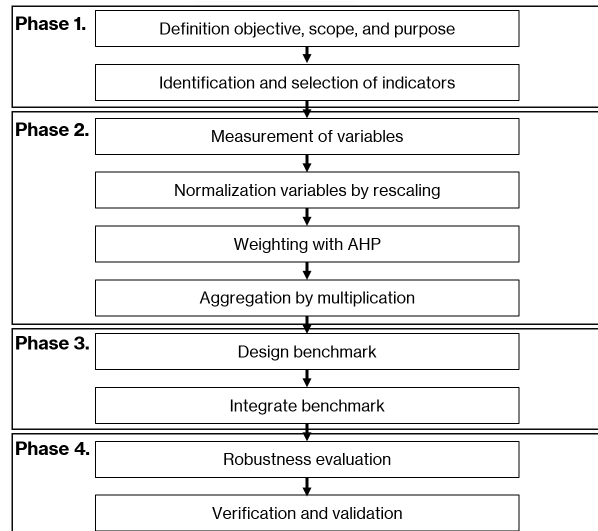 Phase 1.
Definition objective, scope, and purpose
Identification and selection of indicators
Phase 2.
Measurement of variables
Normalization variables by rescaling
Weighting with AHP
Aggregation by multiplication
Phase 3.
Design benchmark
Integrate benchmark
Phase 4.
Robustness evaluation
Verification and validation